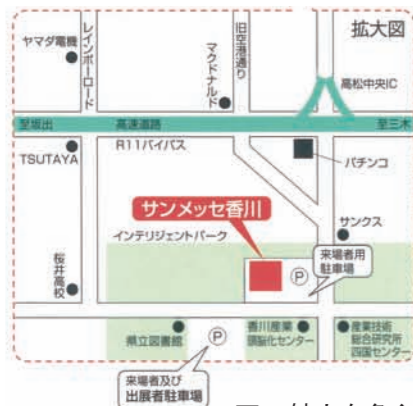 拡大図
ヤマダ電機
レインボーロード
マクドナルド
旧空港通り
高松中央IC
至坂出
高速道路
至三木
TSUTAYA
R11バイパス
パチンコ
サンメッセ香川
サンクス
インテリジェントパーク
来場者用
駐車場
P
桜井高校
県立図書館
P
香川産業
頭脳化センター
産業技術
総合研究所
四国センター
来場者及び
出展者駐車場